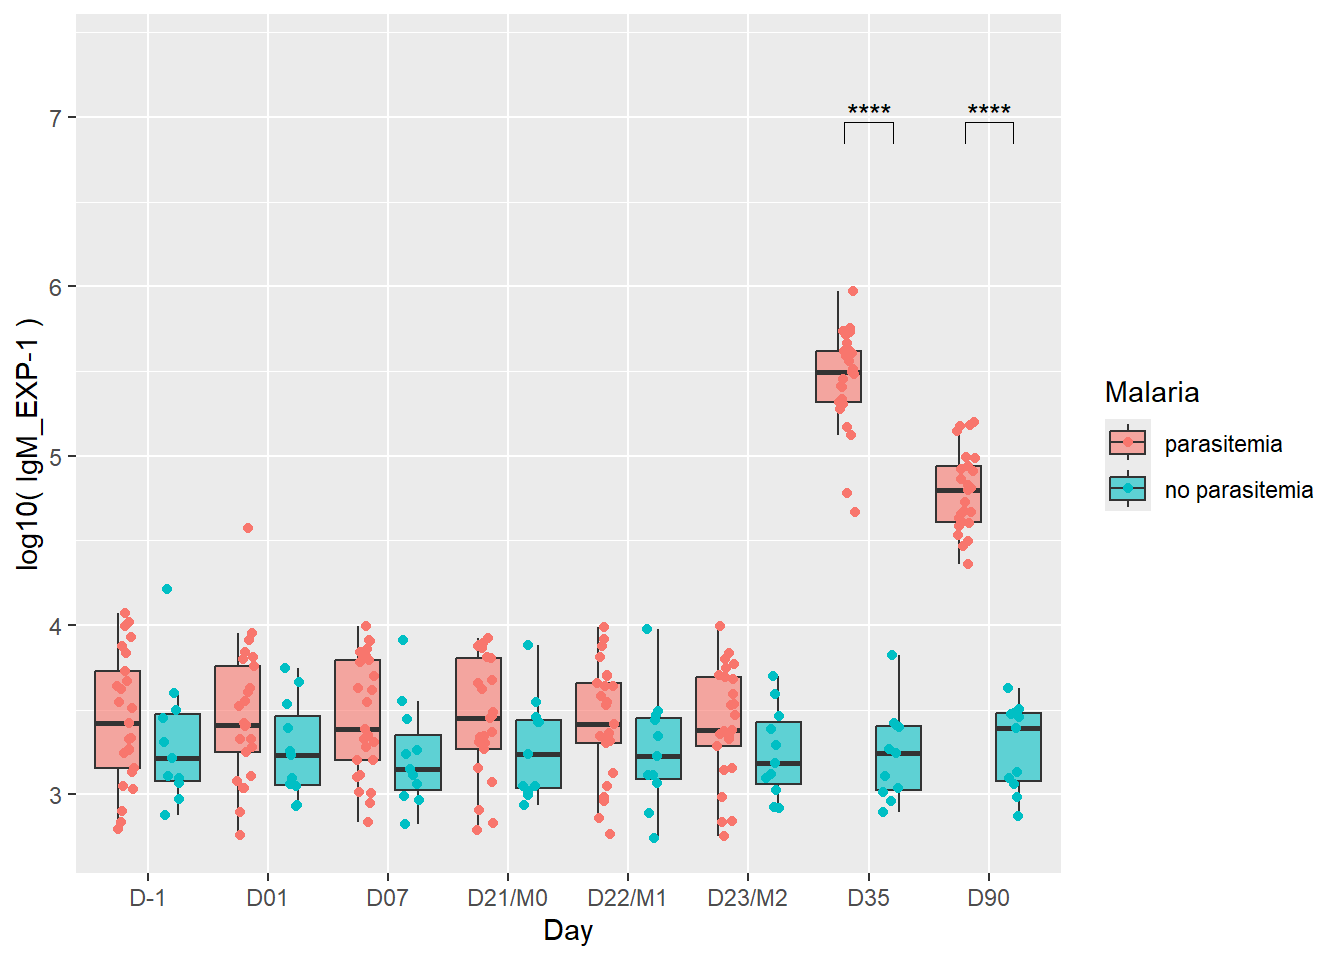 ****
****
7
6
5
4
3
log10( IgM_EXP-1 )
D-1
D01
D07
D21/M0
D22/M1
D23/M2
D35
D90
Day
Malaria
parasitemia
no parasitemia